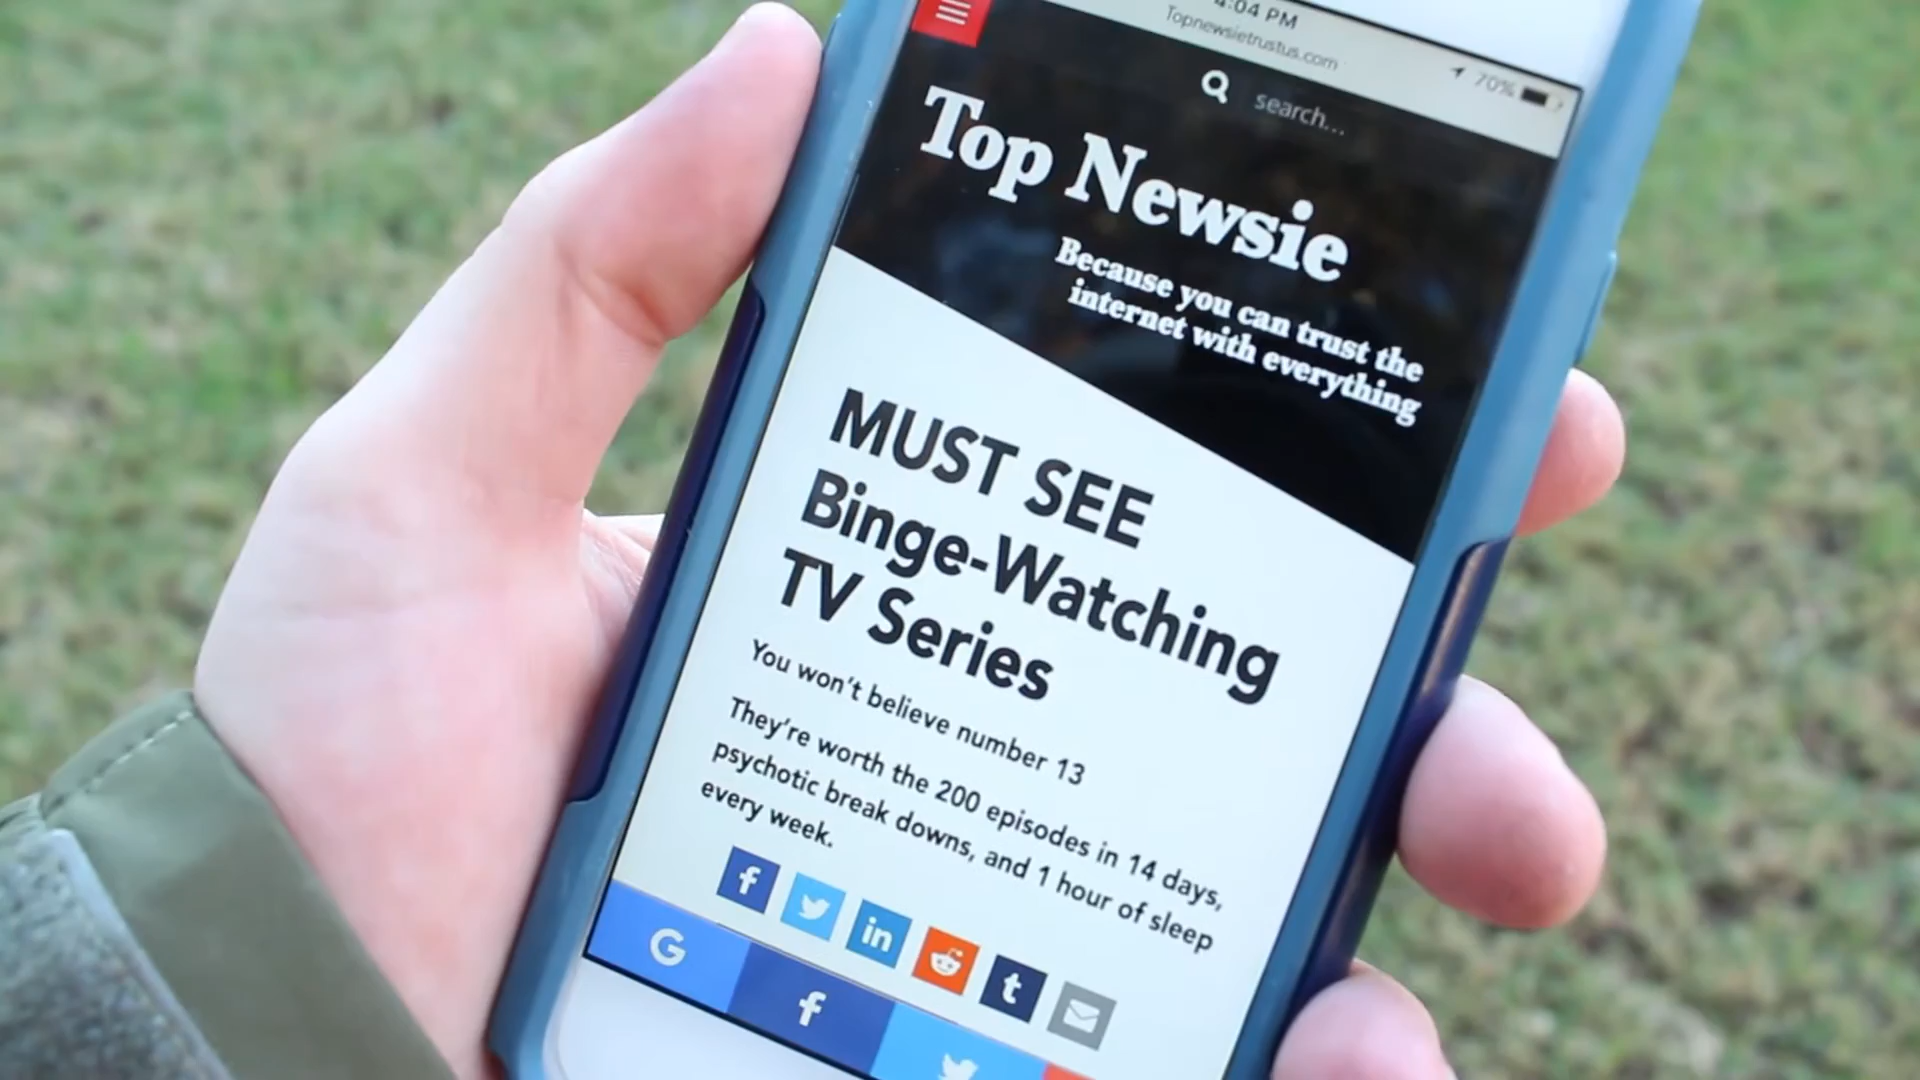 4:04 PM
Topnewsietrustus.com
70%
search...
Top Newsie
Because you can trust the
internet with everything
MUST SEE
Binge-Watching
TV Series
You won't believe number 13
They're worth the 200 episodes in 14 days,
psychotic break downs, and 1 hour of sleep
every week.
f in t
G f